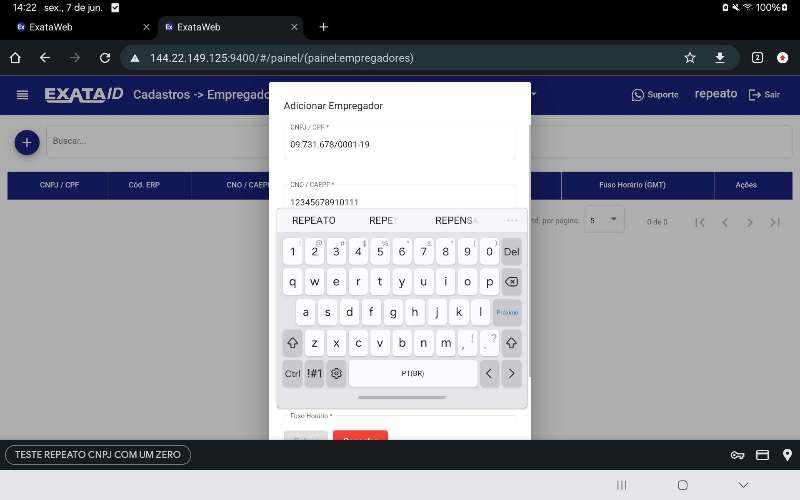 14:22 sex., 7 de jun. 100%
ExataWeb
ExataWeb
144.22.149.125:9400/#/painel/(painel:empregadores)
2
EXATA ID
Cadastros -> Empregado
Suporte
repeato
Sair
Adicionar Empregador
CNPJ / CPF *
09.731.678/0001-19
Buscar...
CNPJ / CPF
Cód. ERP
CNO / CAEPF
Fuso Horário (GMT)
Ações
CNO / CAEPF *
12345678910111
por página: 5
0 de 0
REPEATO REPET REPENSA ...
1 2 3 4 5 6 7 8 9 0 Del
q w e r t y u i o p
a s d f g h j k l Próximo
z x c v b n m , ! . ?
Ctrl !#1 PT(BR) < >
Fuso Horário *
TESTE REPEATO CNPJ COM UM ZERO